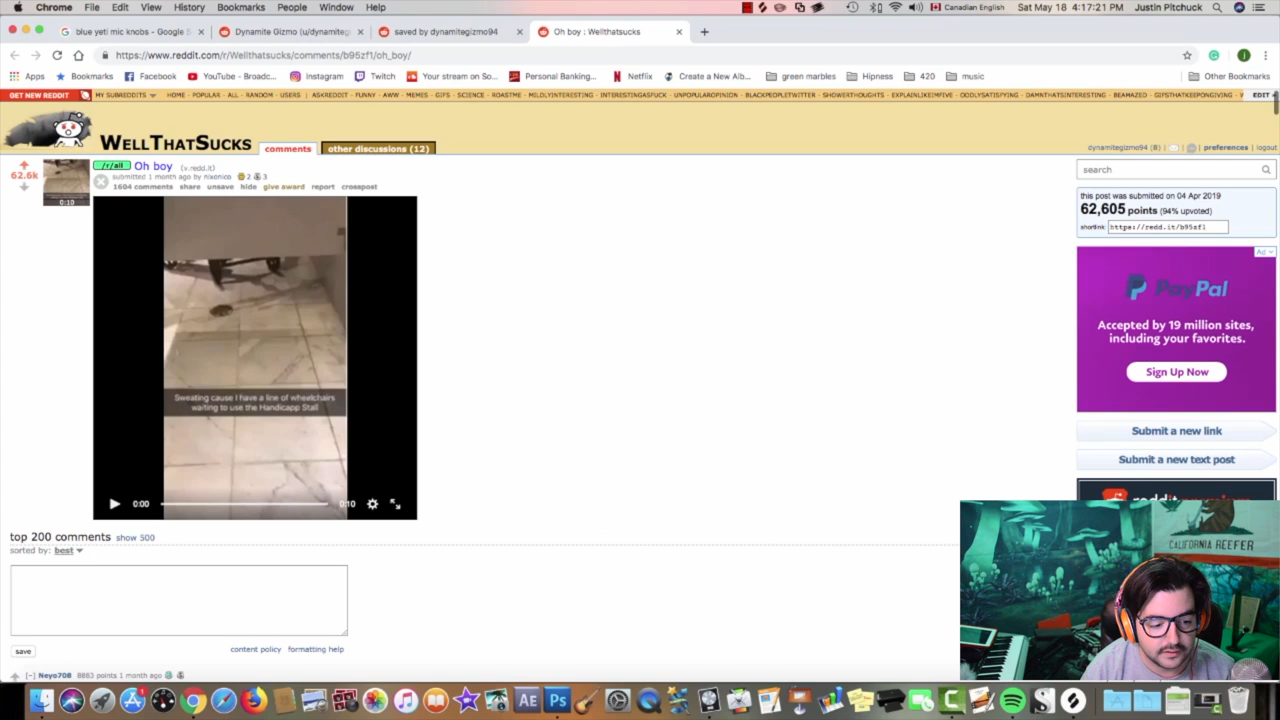 Chrome File Edit View History Bookmarks People Window Help Canadian English Sat May 18 4:17:21 PM Justin Pitchuck
blue yeti mic knobs - Google S Dynamite Gizmo (u/dynamiteg saved by dynamitegizmo94 Oh boy : Wellthatsucks
https://www.reddit.com/r/Wellthatsucks/comments/b95zf1/oh_boy/
Apps Bookmarks Facebook YouTube - Broadc... Instagram Twitch Your stream on So... Personal Banking... Netflix Create a New Alb... green marbles Hipness 420 music Other Bookmarks
GET NEW REDDIT MY SUBREDDITS HOME - POPULAR - ALL - RANDOM - USERS | ASKREDDIT - FUNNY - AWW - MEMES - GIFS - SCIENCE - ROASTME - MILDLYINTERESTING - INTERESTINGASFUCK - UNPOPULAROPINION - BLACKPEOPLETWITTER - SHOWERTHOUGHTS - EXPLAINLIKEIMFIVE - ODDLYSATISFYING - DAMNTHATSINTERESTING - BEAMAZED - GIFSTHATKEEPONGIVING - EDIT
WELLTHATSUCKS comments other discussions (12)
dynamitegizmo94 (8) | preferences | logout
/r/all Oh boy (v.redd.it)
62.6k
submitted 1 month ago by nixonico 2 3
1604 comments share unsave hide give award report crosspost
0:10
search
this post was submitted on 04 Apr 2019
62,605 points (94% upvoted)
shortlink: https://redd.it/b95zf1
Ad
PayPal
Accepted by 19 million sites,
including your favorites.
Sign Up Now
Sweating cause I have a line of wheelchairs
waiting to use the Handicapp Stall
0:00 0:10
Submit a new link
Submit a new text post
reddit premium
top 200 comments show 500
sorted by: best
CALIFORNIA REEFER
save
content policy formatting help
[-] Neyo708 8883 points 1 month ago
AE Ps